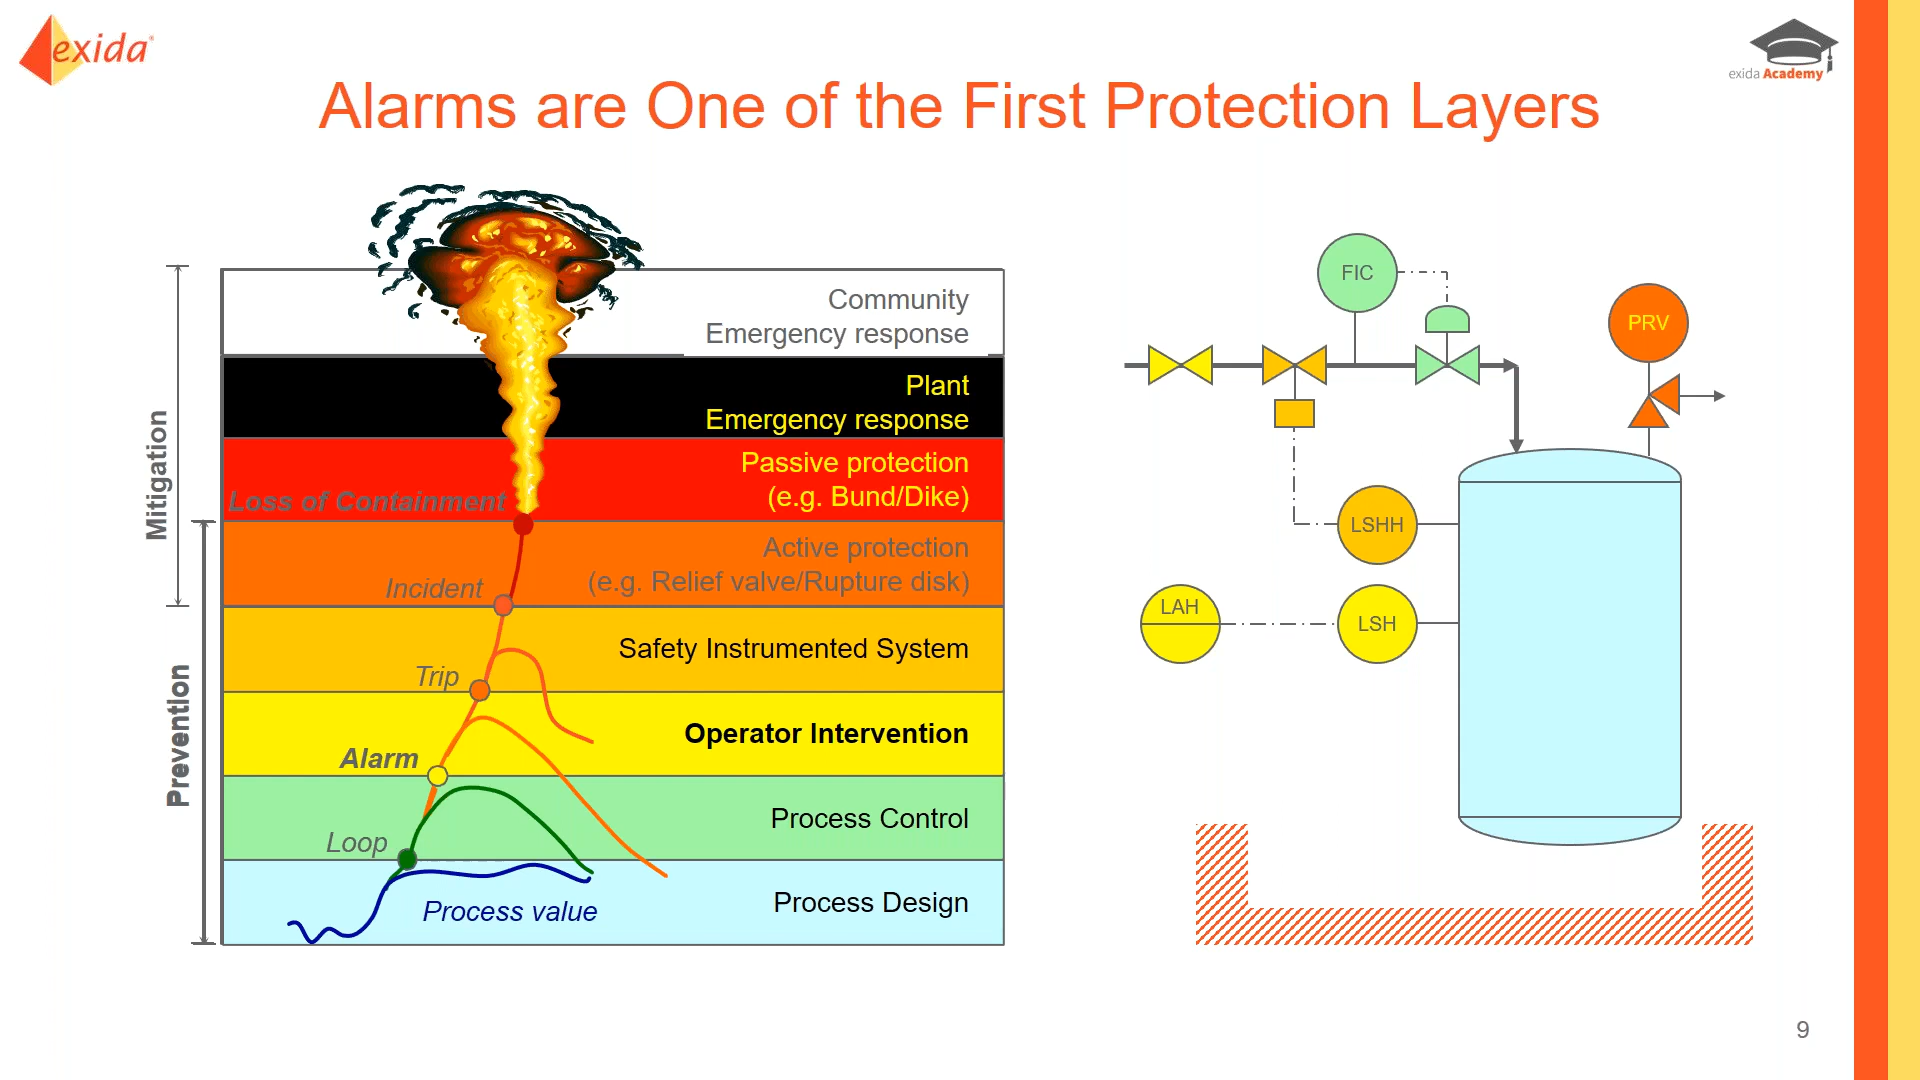 exida
exida Academy
Alarms are One of the First Protection Layers
Community
Emergency response
Plant
Emergency response
Passive protection
(e.g. Bund/Dike)
Loss of Containment
Active protection
(e.g. Relief valve/Rupture disk)
Incident
Safety Instrumented System
Trip
Operator Intervention
Alarm
Process Control
Loop
Process Design
Process value
Mitigation
Prevention
FIC
PRV
LSHH
LAH
LSH
9